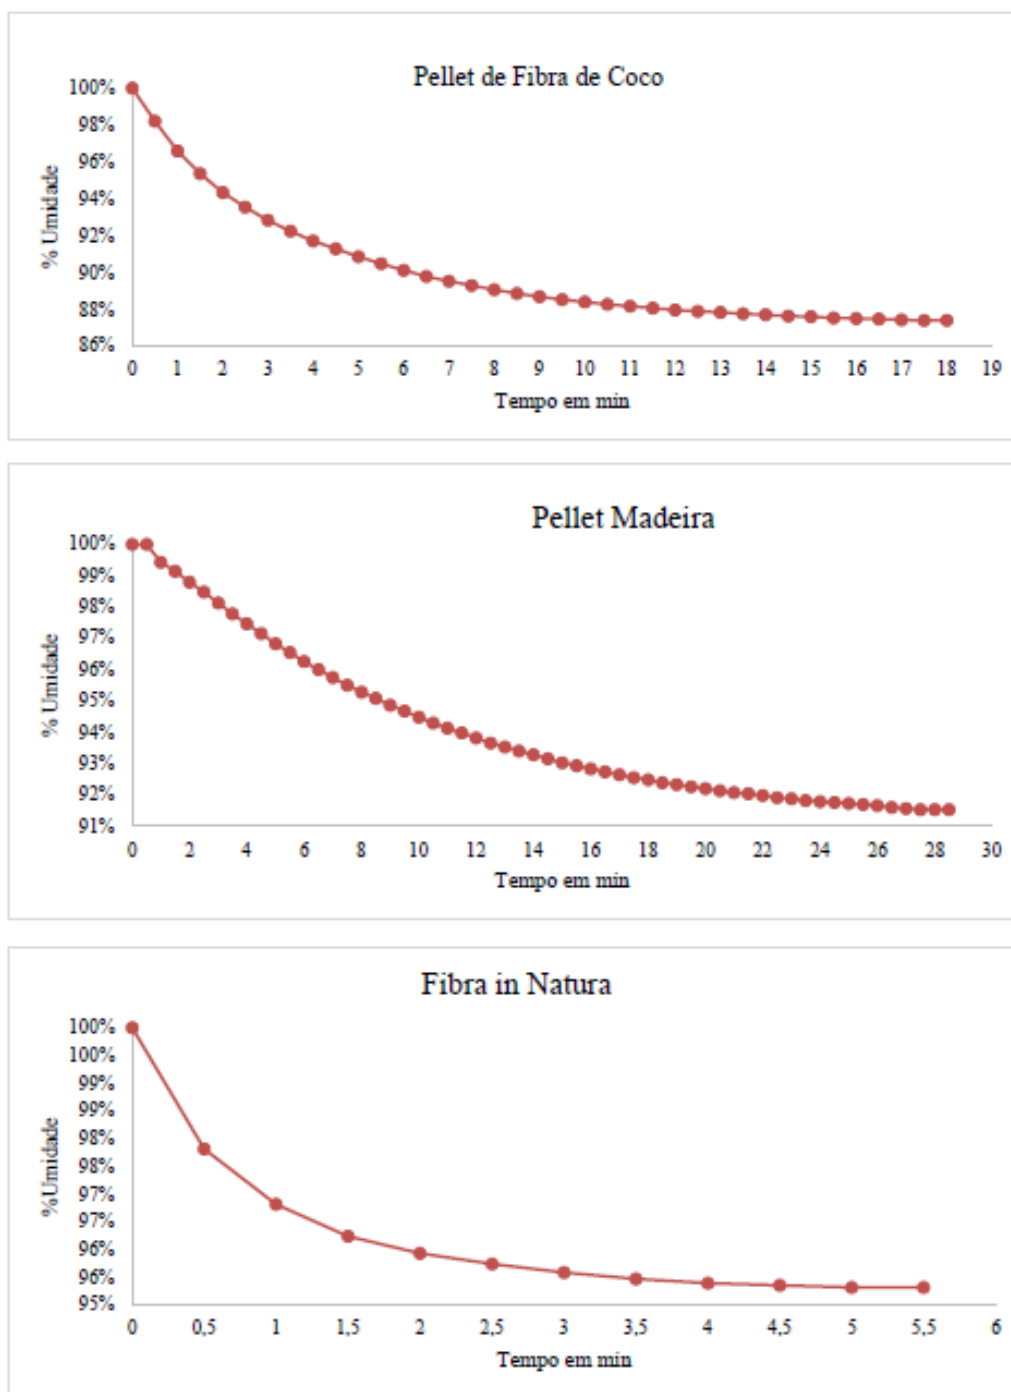 Pellet de Fibra de Coco
% Umidade
100%
98%
96%
94%
92%
90%
88%
86%
0 1 2 3 4 5 6 7 8 9 10 11 12 13 14 15 16 17 18 19
Tempo em min
Pellet Madeira
% Umidade
100%
99%
98%
97%
96%
95%
94%
93%
92%
91%
0 2 4 6 8 10 12 14 16 18 20 22 24 26 28 30
Tempo em min
Fibra in Natura
%Umidade
100%
100%
99%
99%
98%
98%
97%
97%
96%
96%
95%
0 0,5 1 1,5 2 2,5 3 3,5 4 4,5 5 5,5 6
Tempo em min